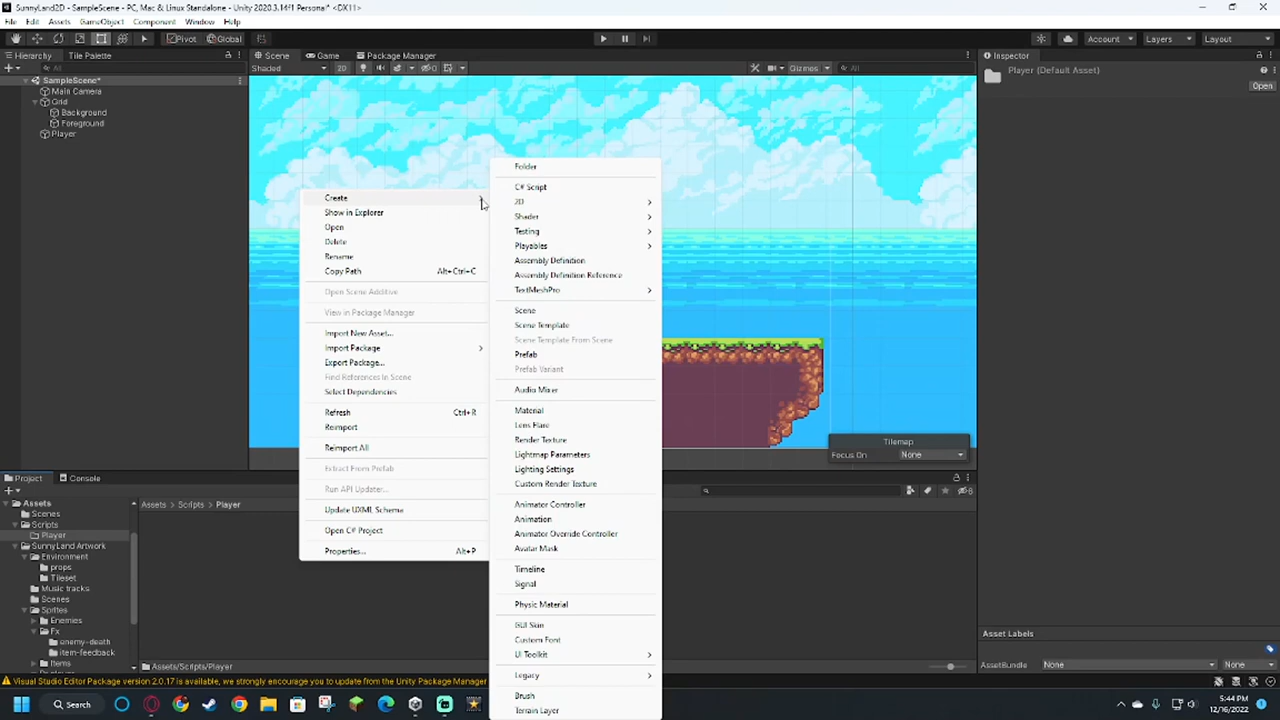 SunnyLand2D - SampleScene - PC, Mac & Linux Standalone - Unity 2020.3.14f1 Personal* <DX11>
File Edit Assets GameObject Component Window Help
Pivot Global Account Layers Layout
Hierarchy Tile Palette Scene Game Package Manager Inspector
All Shaded 2D Gizmos All
SampleScene*
Main Camera
Grid
Background
Foreground
Player
Player (Default Asset)
Open
Create
Show in Explorer
Open
Delete
Rename
Copy Path Alt+Ctrl+C
Open Scene Additive
View in Package Manager
Import New Asset...
Import Package
Export Package...
Find References In Scene
Select Dependencies
Refresh Ctrl+R
Reimport
Reimport All
Extract From Prefab
Run API Updater...
Update UXML Schema
Open C# Project
Properties... Alt+P
Folder
C# Script
2D
Shader
Testing
Playables
Assembly Definition
Assembly Definition Reference
TextMeshPro
Scene
Scene Template
Scene Template From Scene
Prefab
Prefab Variant
Audio Mixer
Material
Lens Flare
Render Texture
Lightmap Parameters
Lighting Settings
Custom Render Texture
Animator Controller
Animation
Animator Override Controller
Avatar Mask
Timeline
Signal
Physic Material
GUI Skin
Custom Font
UI Toolkit
Legacy
Brush
Terrain Layer
Tilemap
Focus On None
Project Console
8
Assets
Scenes
Scripts
Player
SunnyLand Artwork
Environment
props
Tileset
Music tracks
Scenes
Sprites
Enemies
Fx
enemy-death
item-feedback
Items
Assets > Scripts > Player
Assets/Scripts/Player
Asset Labels
AssetBundle None None
Visual Studio Editor Package version 2.0.17 is available, we strongly encourage you to update from the Unity Package Manager
Search
5:44 PM
12/16/2022